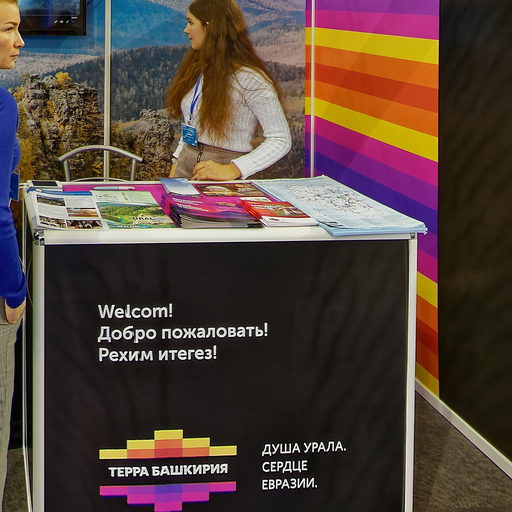 Welcom!
Добро пожаловать!
Рехим итегез!
ТЕРРА БАШКИРИЯ
ДУША УРАЛА.
СЕРДЦЕ
ЕВРАЗИИ.